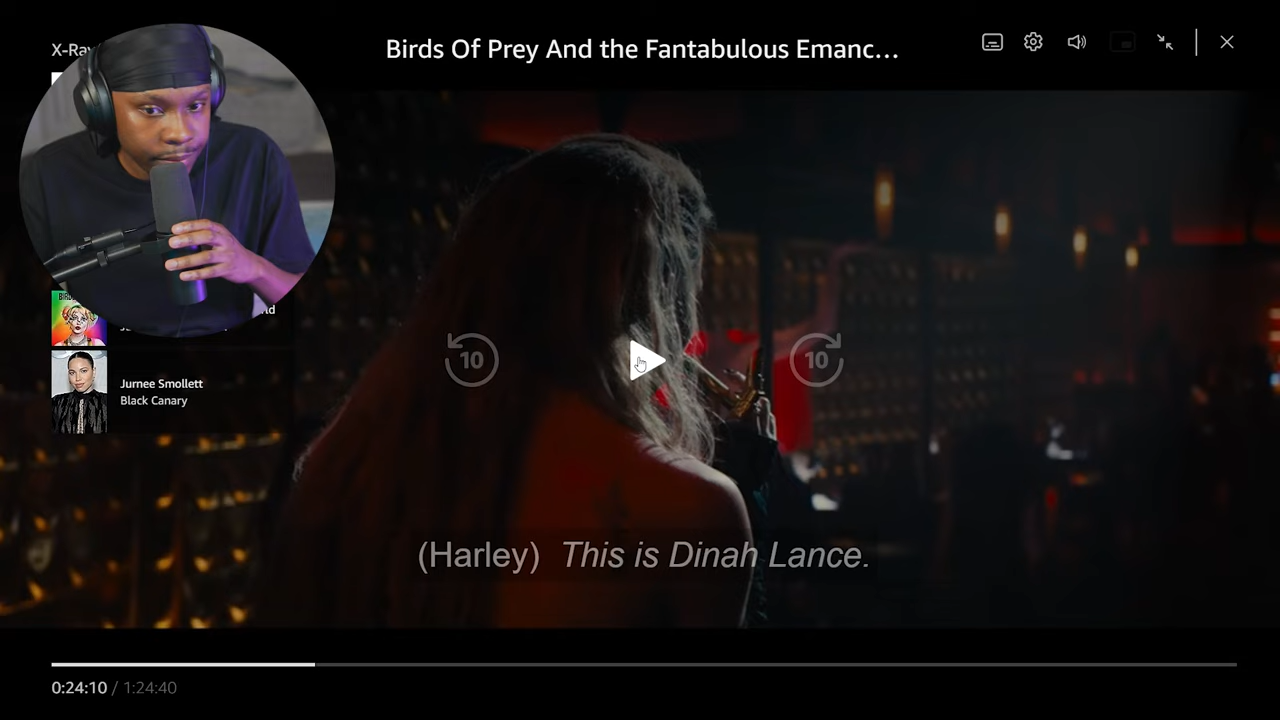 X-Ray
Birds Of Prey And the Fantabulous Emanc...
10
10
Jurnee Smollett
Black Canary
(Harley) This is Dinah Lance.
0:24:10 / 1:24:40